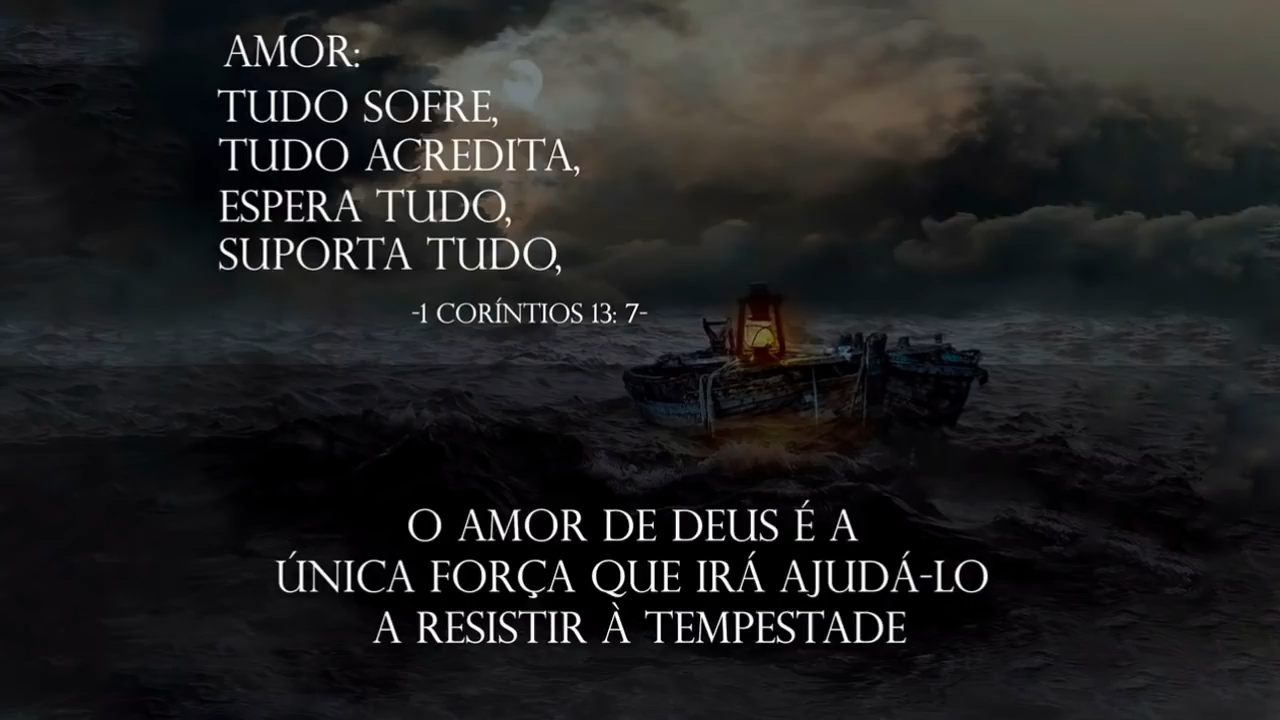 AMOR:
TUDO SOFRE,
TUDO ACREDITA,
ESPERA TUDO,
SUPORTA TUDO,
-1 CORÍNTIOS 13: 7-
O AMOR DE DEUS É A
ÚNICA FORÇA QUE IRÁ AJUDÁ-LO
A RESISTIR À TEMPESTADE